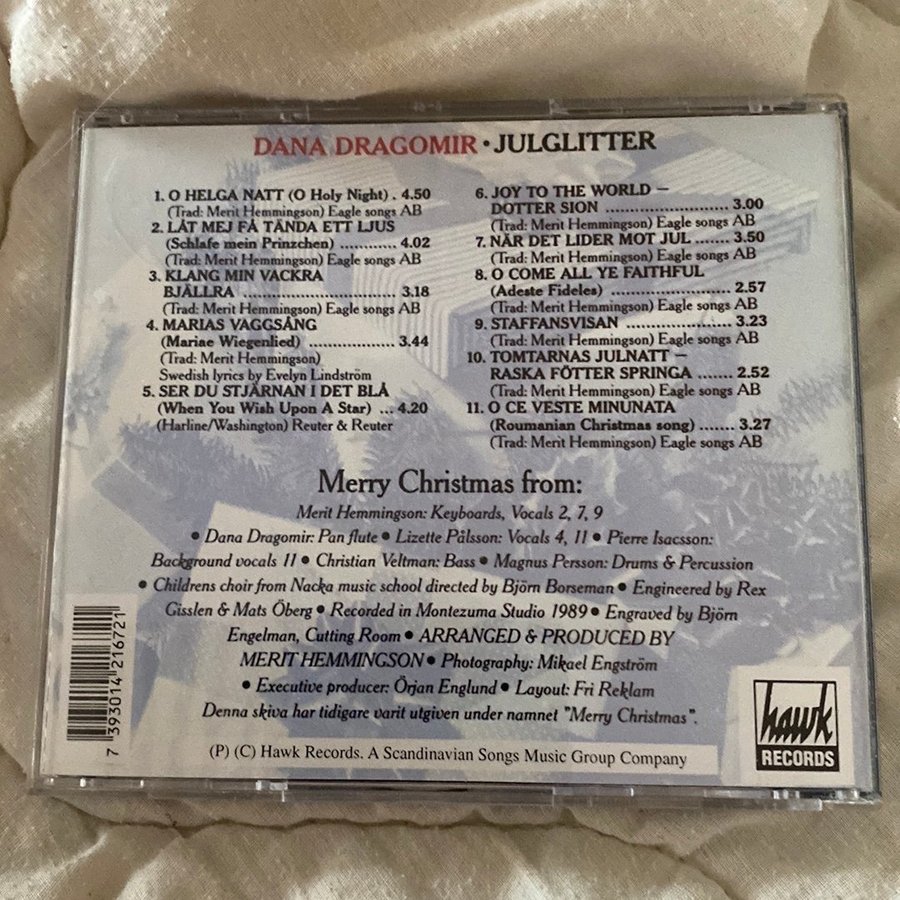 DANA DRAGOMIR • JULGLITTER
1. O HELGA NATT (O Holy Night) . 4.50
(Trad: Merit Hemmingson) Eagle songs AB
2. LÅT MEJ FÅ TÄNDA ETT LJUS
(Schlafe mein Prinzchen) ............ 4.02
(Trad: Merit Hemmingson) Eagle songs AB
3. KLANG MIN VACKRA
BJÄLLRA ................................. 3.18
(Trad: Merit Hemmingson) Eagle songs AB
4. MARIAS VAGGSÅNG
(Mariae Wiegenlied) .................... 3.44
(Trad: Merit Hemmingson)
Swedish lyrics by Evelyn Lindström
5. SER DU STJÄRNAN I DET BLÅ
(When You Wish Upon A Star) ... 4.20
(Harline/Washington) Reuter & Reuter
6. JOY TO THE WORLD –
DOTTER SION ......................... 3.00
(Trad: Merit Hemmingson) Eagle songs AB
7. NÄR DET LIDER MOT JUL ....... 3.50
(Trad: Merit Hemmingson) Eagle songs AB
8. O COME ALL YE FAITHFUL
(Adeste Fideles) ......................... 2.57
(Trad: Merit Hemmingson) Eagle songs AB
9. STAFFANSVISAN ..................... 3.23
(Trad: Merit Hemmingson) Eagle songs AB
10. TOMTARNAS JULNATT –
RASKA FÖTTER SPRINGA ....... 2.52
(Trad: Merit Hemmingson) Eagle songs AB
11. O CE VESTE MINUNATA
(Roumanian Christmas song) ....... 3.27
(Trad: Merit Hemmingson) Eagle songs AB
Merry Christmas from:
Merit Hemmingson: Keyboards, Vocals 2, 7, 9
• Dana Dragomir: Pan flute • Lizette Pålsson: Vocals 4, 11 • Pierre Isacsson:
Background vocals 11 • Christian Veltman: Bass • Magnus Persson: Drums & Percussion
• Childrens choir from Nacka music school directed by Björn Borseman • Engineered by Rex
Gisslen & Mats Öberg • Recorded in Montezuma Studio 1989 • Engraved by Björn
Engelman, Cutting Room • ARRANGED & PRODUCED BY
MERIT HEMMINGSON • Photography: Mikael Engström
• Executive producer: Örjan Englund • Layout: Fri Reklam
Denna skiva har tidigare varit utgiven under namnet "Merry Christmas".
(P) (C) Hawk Records. A Scandinavian Songs Music Group Company
7 393014 216721
hawk
RECORDS